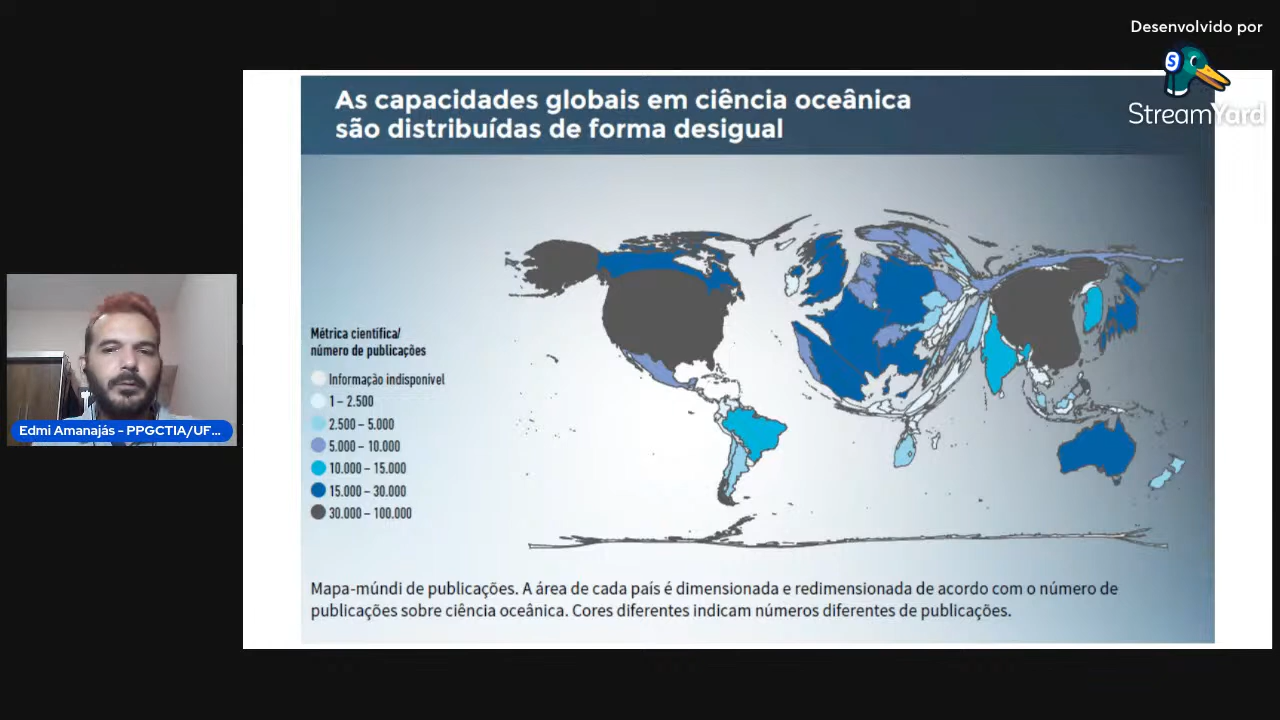 Desenvolvido por
StreamYard
As capacidades globais em ciência oceânica
são distribuídas de forma desigual
Métrica científica/
número de publicações
Informação indisponível
1 – 2.500
2.500 – 5.000
5.000 – 10.000
10.000 – 15.000
15.000 – 30.000
30.000 – 100.000
Edmi Amanajás - PPGCTIA/UF...
Mapa-múndi de publicações. A área de cada país é dimensionada e redimensionada de acordo com o número de
publicações sobre ciência oceânica. Cores diferentes indicam números diferentes de publicações.